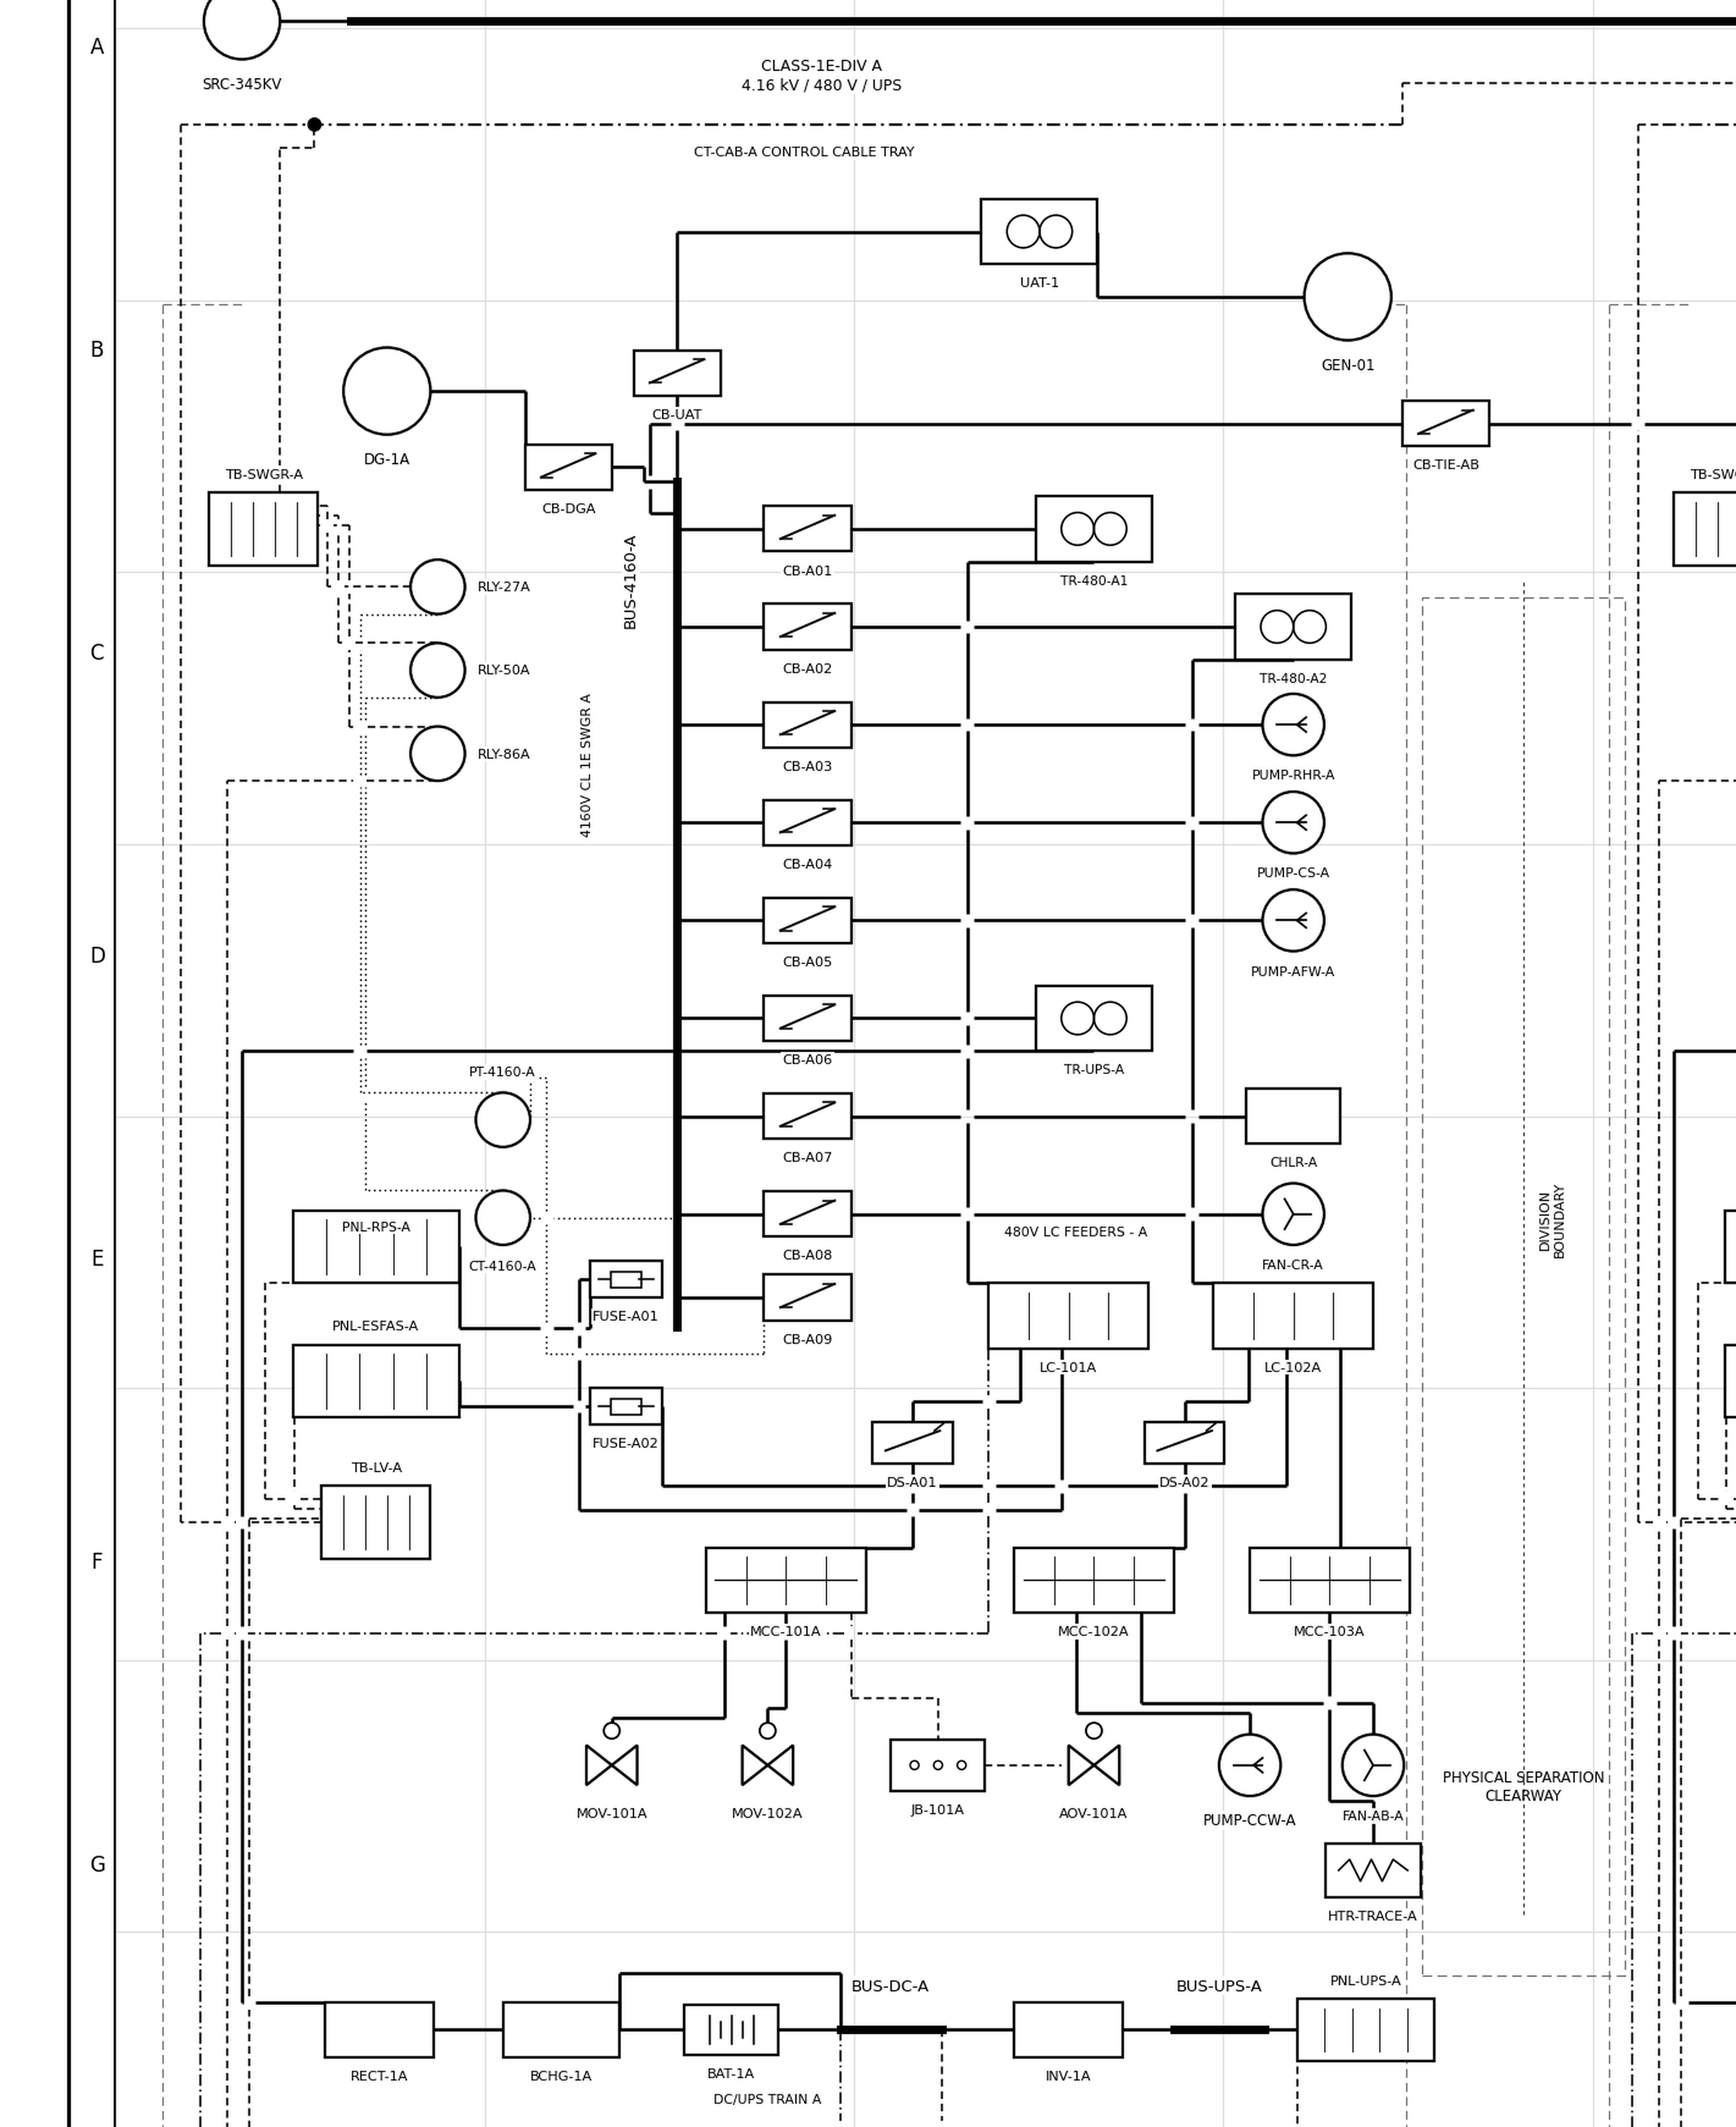 A
SRC-345KV
CLASS-1E-DIV A
4.16 kV / 480 V / UPS
CT-CAB-A CONTROL CABLE TRAY
UAT-1
B
GEN-01
CB-UAT
DG-1A
CB-TIE-AB
TB-SWGR-A
CB-DGA
BUS-4160-A
CB-A01
TR-480-A1
RLY-27A
C
RLY-50A
CB-A02
TR-480-A2
4160V CL 1E SWGR A
RLY-86A
CB-A03
PUMP-RHR-A
CB-A04
PUMP-CS-A
D
CB-A05
PUMP-AFW-A
PT-4160-A
CB-A06
TR-UPS-A
CB-A07
CHLR-A
DIVISION
BOUNDARY
PNL-RPS-A
480V LC FEEDERS - A
E
CT-4160-A
CB-A08
FAN-CR-A
FUSE-A01
PNL-ESFAS-A
CB-A09
LC-101A
LC-102A
FUSE-A02
TB-LV-A
DS-A01
DS-A02
F
MCC-101A
MCC-102A
MCC-103A
PHYSICAL SEPARATION
CLEARWAY
MOV-101A
MOV-102A
JB-101A
AOV-101A
PUMP-CCW-A
FAN-AB-A
G
HTR-TRACE-A
BUS-DC-A
BUS-UPS-A
PNL-UPS-A
RECT-1A
BCHG-1A
BAT-1A
INV-1A
DC/UPS TRAIN A